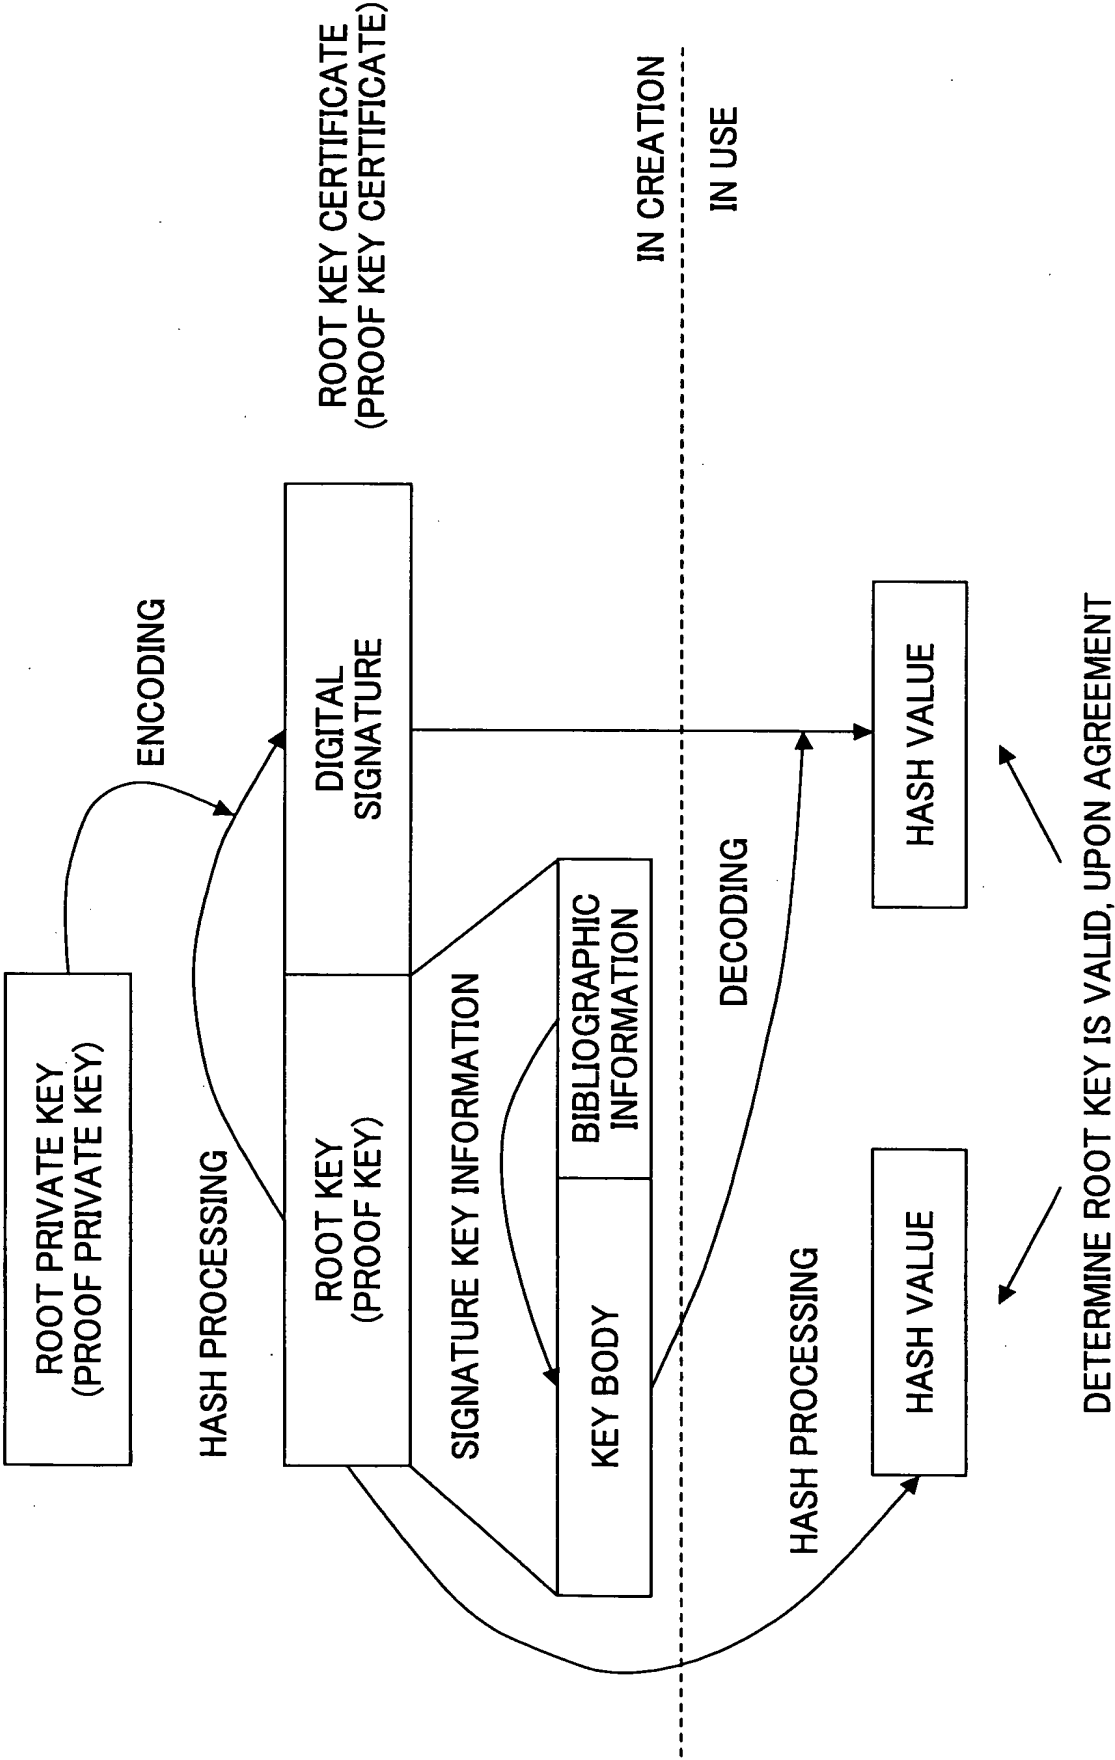 ROOT PRIVATE KEY
(PROOF PRIVATE KEY)
ENCODING
HASH PROCESSING
ROOT KEY
(PROOF KEY)
DIGITAL
SIGNATURE
ROOT KEY CERTIFICATE
(PROOF KEY CERTIFICATE)
SIGNATURE KEY INFORMATION
KEY BODY
BIBLIOGRAPHIC
INFORMATION
IN CREATION
IN USE
DECODING
HASH PROCESSING
HASH VALUE
HASH VALUE
DETERMINE ROOT KEY IS VALID, UPON AGREEMENT